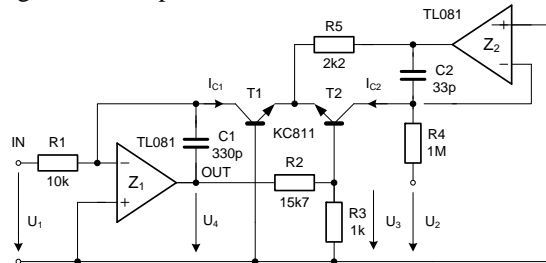 TL081
R5
Z2
2k2
C2
33p
IC1
T1
T2
IC2
KC811
IN
R1
TL081
C1
330p
R4
1M
10k
Z1
OUT
R2
15k7
R3
1k
U1
U4
U3
U2